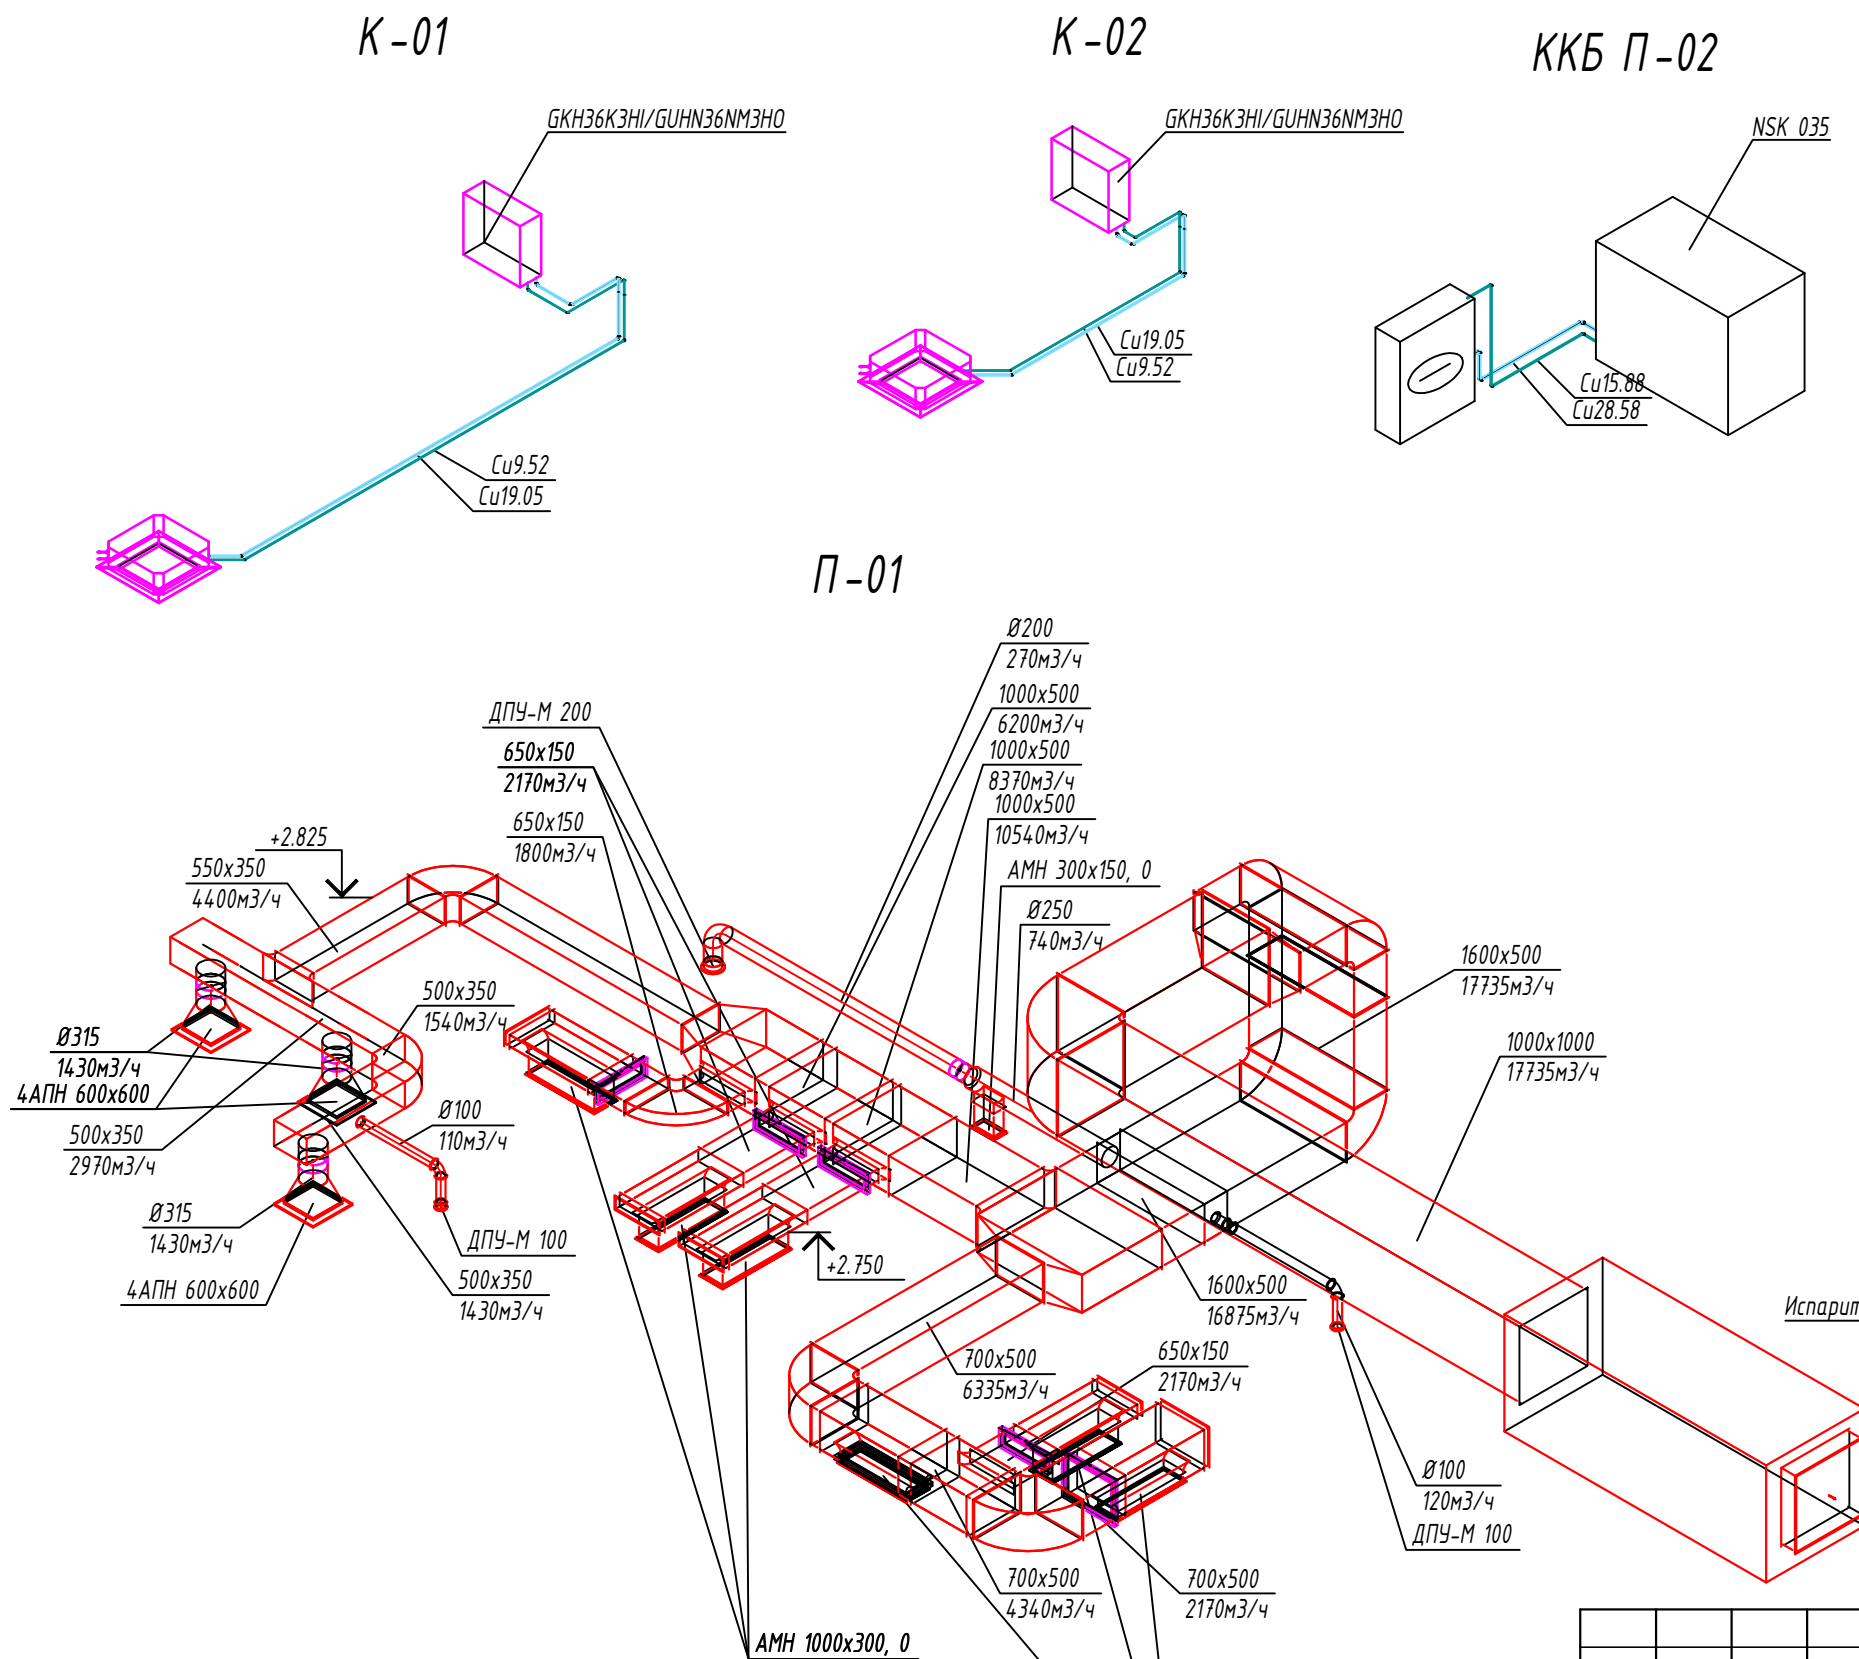 К-01
К-02
ККБ П-02
GKH36K3HI/GUHN36NM3HO
GKH36K3HI/GUHN36NM3HO
NSK 035
Cu19.05
Cu9.52
Cu15.88
Cu28.58
Cu9.52
Cu19.05
П-01
Ø200
270м3/ч
1000х500
6200м3/ч
ДПУ-М 200
650х150
2170м3/ч
1000х500
8370м3/ч
1000х500
10540м3/ч
650х150
1800м3/ч
+2.825
550х350
4400м3/ч
АМН 300х150, 0
Ø250
740м3/ч
1600х500
17735м3/ч
500х350
1540м3/ч
Ø315
1430м3/ч
4АПН 600х600
1000х1000
17735м3/ч
Ø100
110м3/ч
500х350
2970м3/ч
Ø315
1430м3/ч
ДПУ-М 100
4АПН 600х600
500х350
1430м3/ч
+2.750
1600х500
16875м3/ч
Испарит
700х500
6335м3/ч
650х150
2170м3/ч
Ø100
120м3/ч
ДПУ-М 100
700х500
4340м3/ч
700х500
2170м3/ч
АМН 1000х300, 0